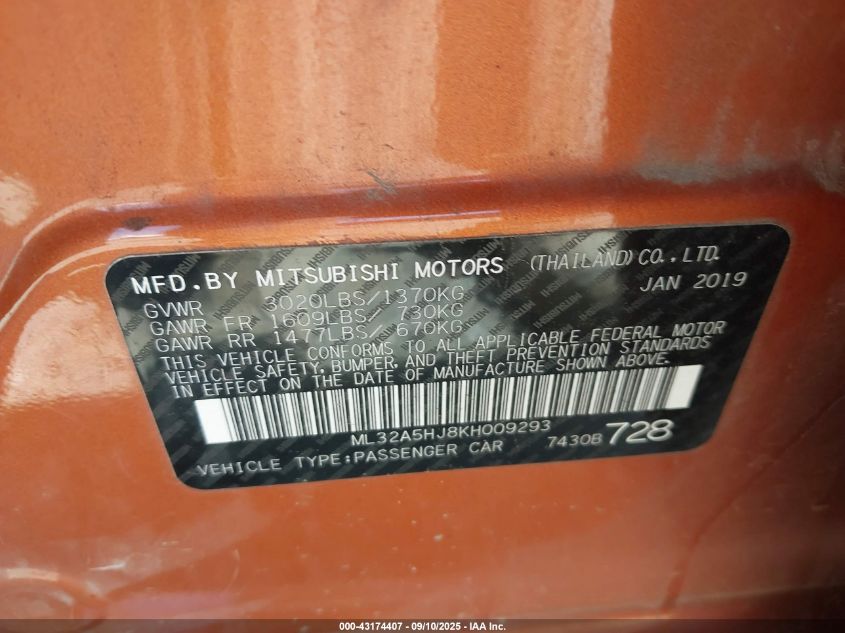 MFD.BY MITSUBISHI MOTORS (THAILAND)CO.,LTD.
JAN 2019
GVWR 3020LBS/1370KG
GAWR FR 1609LBS/ 730KG
GAWR RR 1477LBS/ 670KG
THIS VEHICLE CONFORMS TO ALL APPLICABLE FEDERAL MOTOR
VEHICLE SAFETY,BUMPER,AND THEFT PREVENTION STANDARDS
IN EFFECT ON THE DATE OF MANUFACTURE SHOWN ABOVE.
ML32A5HJ8KH009293
VEHICLE TYPE:PASSENGER CAR 7430B 728
000-43174407 - 09/10/2025 - IAA Inc.